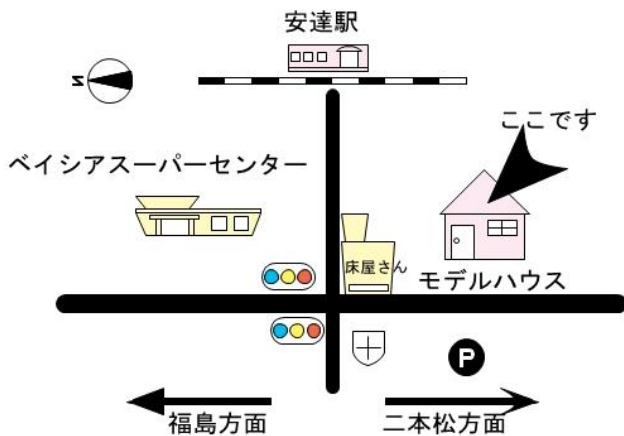 安達駅
N
ここです
ベイシアスーパーセンター
床屋さん
モデルハウス
P
福島方面
二本松方面